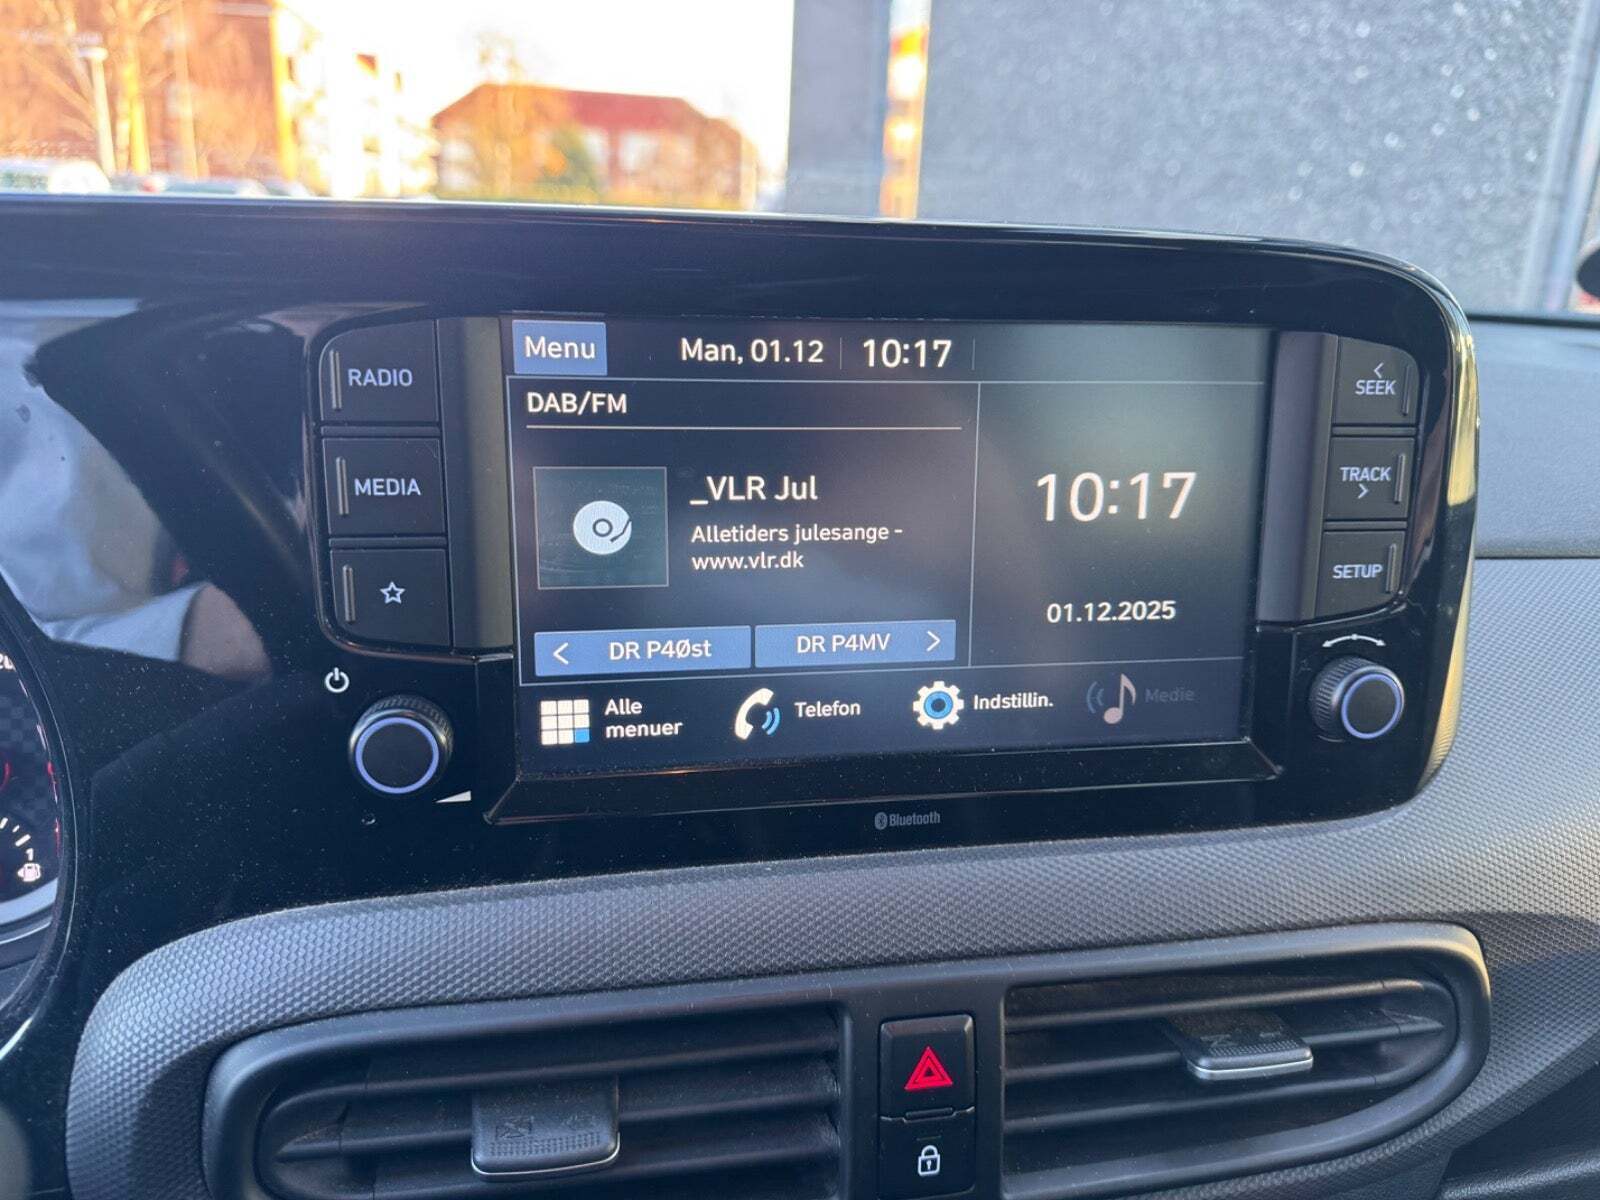 Menu
Man, 01.12
10:17
DAB/FM
_VLR Jul
Alletiders julesange -
www.vlr.dk
< DR P4Øst
DR P4MV >
10:17
01.12.2025
Alle
menuer
Telefon
Indstillin.
Medie
RADIO
MEDIA
<
SEEK
TRACK
>
SETUP
Bluetooth